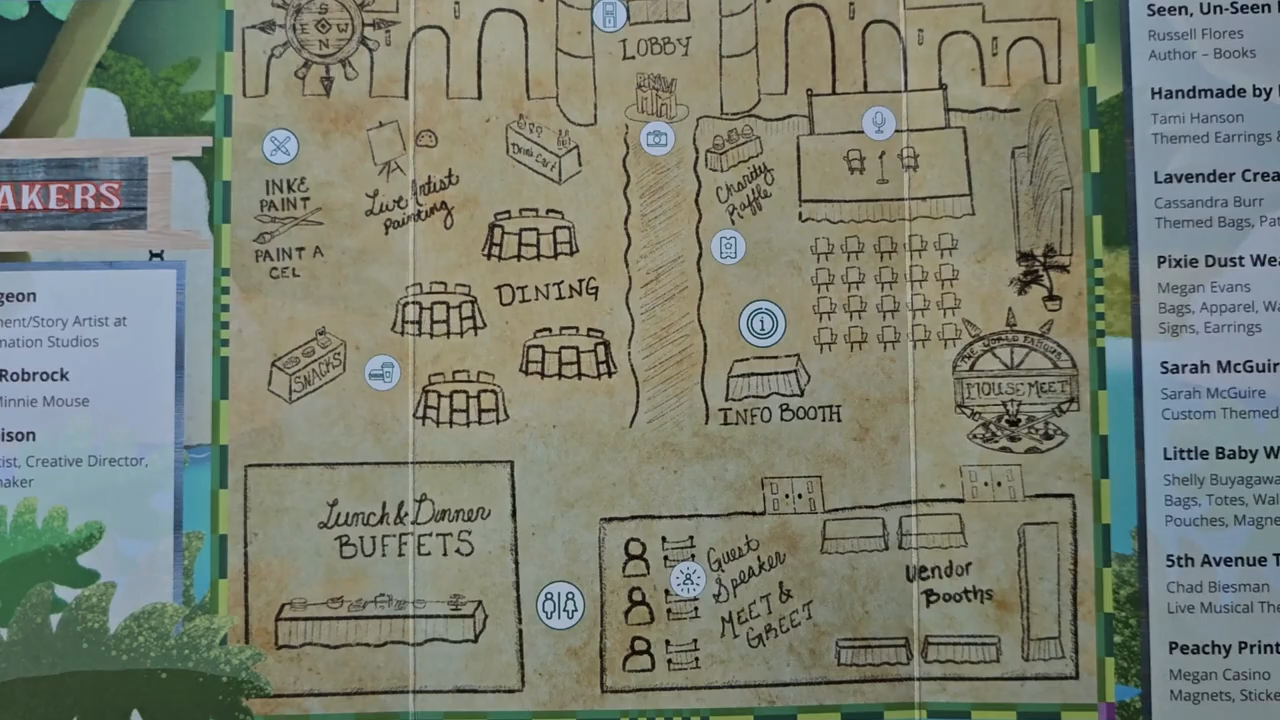 S
E W
N
LOBBY
Drink Cart
INKE
PAINT
PAINT A
CEL
Live Artist
Painting
Charity
Raffle
DINING
SNACKS
INFO BOOTH
THE WORLD FAMOUS
MOUSE MEET
Lunch & Dinner
BUFFETS
Guest
Speaker
MEET &
GREET
Vendor
Booths
AKERS
geon
ment/Story Artist at
mation Studios
Robrock
Minnie Mouse
ison
tist, Creative Director,
maker
Seen, Un-Seen
Russell Flores
Author – Books
Handmade by
Tami Hanson
Themed Earrings &
Lavender Crea
Cassandra Burr
Themed Bags, Pa
Pixie Dust Wea
Megan Evans
Bags, Apparel, Wa
Signs, Earrings
Sarah McGuir
Sarah McGuire
Custom Themed
Little Baby W
Shelly Buyagawa
Bags, Totes, Wal
Pouches, Magne
5th Avenue T
Chad Biesman
Live Musical The
Peachy Print
Megan Casino
Magnets, Sticke